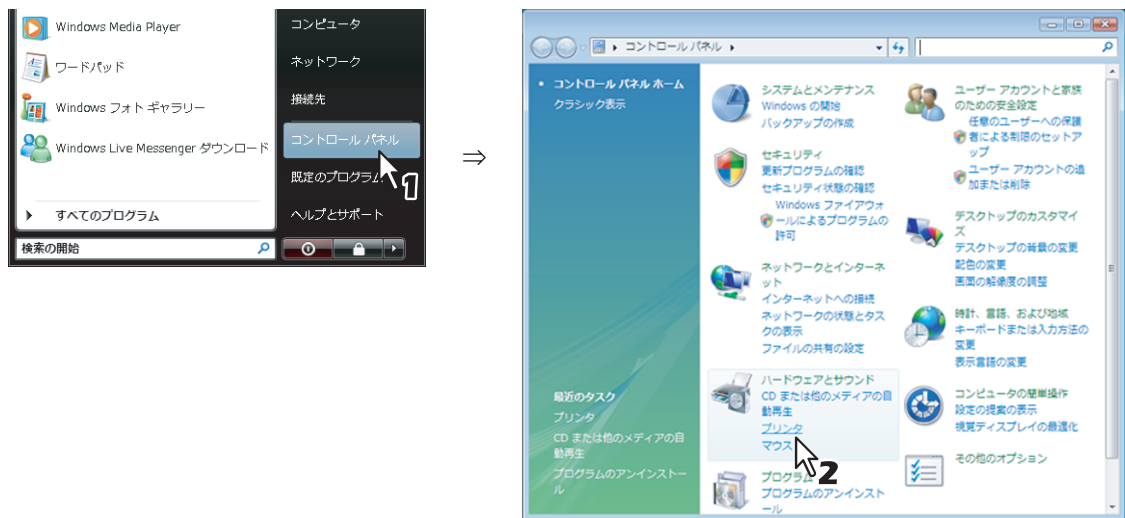 Windows Media Player
ワードパッド
Windows フォト ギャラリー
Windows Live Messenger ダウンロード
すべてのプログラム
検索の開始
コンピュータ
ネットワーク
接続先
コントロール パネル
既定のプログラム
ヘルプとサポート
1
⇒
コントロール パネル
コントロール パネル ホーム
クラシック表示
最近のタスク
プリンタ
CD または他のメディアの自
動再生
プログラムのアンインストー
ル
システムとメンテナンス
Windows の開始
バックアップの作成
セキュリティ
更新プログラムの確認
セキュリティ状態の確認
Windows ファイアウォ
ールによるプログラムの
許可
ネットワークとインターネ
ット
インターネットへの接続
ネットワークの状態とタス
クの表示
ファイルの共有の設定
ハードウェアとサウンド
CD または他のメディアの自
動再生
プリンタ
マウス
2
プログラム
プログラムのアンインスト
ール
ユーザー アカウントと家族
のための安全設定
任意のユーザーへの保護
者による制限のセットア
ップ
ユーザー アカウントの追
加または削除
デスクトップのカスタマイ
ズ
デスクトップの背景の変更
配色の変更
画面の解像度の調整
時計、言語、および地域
キーボードまたは入力方法の
変更
表示言語の変更
コンピュータの簡単操作
設定の提案の表示
視覚ディスプレイの最適化
その他のオプション